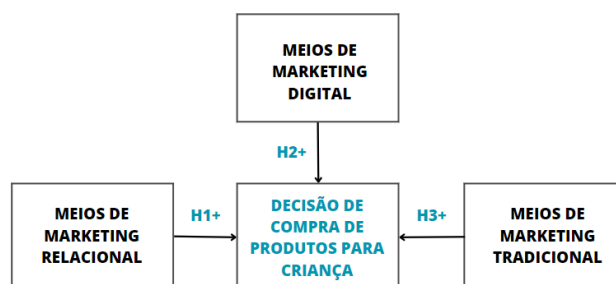 MEIOS DE
MARKETING
DIGITAL
H2+
MEIOS DE
MARKETING
RELACIONAL
H1+
DECISÃO DE
COMPRA DE
PRODUTOS PARA
CRIANÇA
H3+
MEIOS DE
MARKETING
TRADICIONAL